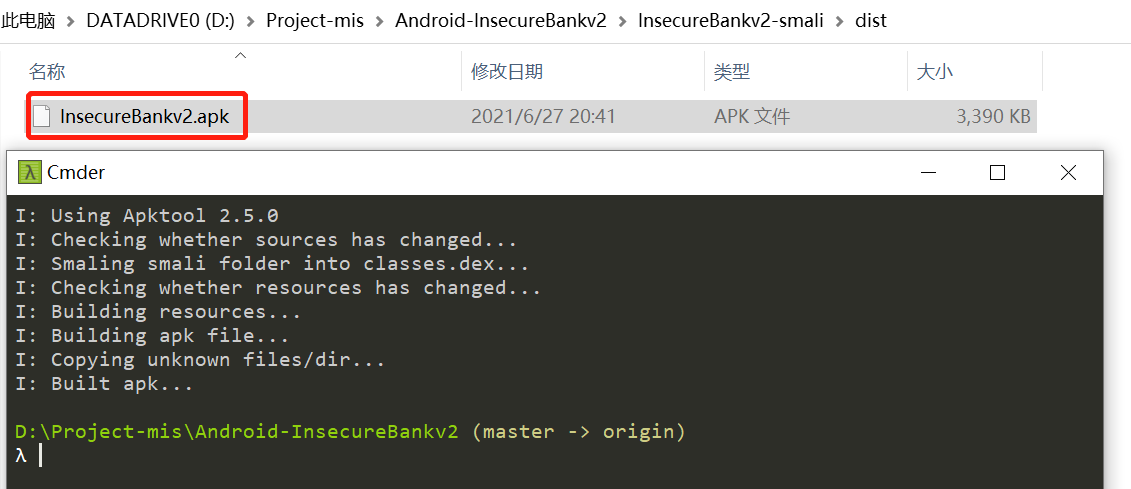 此电脑 > DATADRIVE0 (D:) > Project-mis > Android-InsecureBankv2 > InsecureBankv2-smali > dist
名称 修改日期 类型 大小
InsecureBankv2.apk 2021/6/27 20:41 APK 文件 3,390 KB
λ Cmder
I: Using Apktool 2.5.0
I: Checking whether sources has changed...
I: Smaling smali folder into classes.dex...
I: Checking whether resources has changed...
I: Building resources...
I: Building apk file...
I: Copying unknown files/dir...
I: Built apk...
D:\Project-mis\Android-InsecureBankv2 (master -> origin)
λ